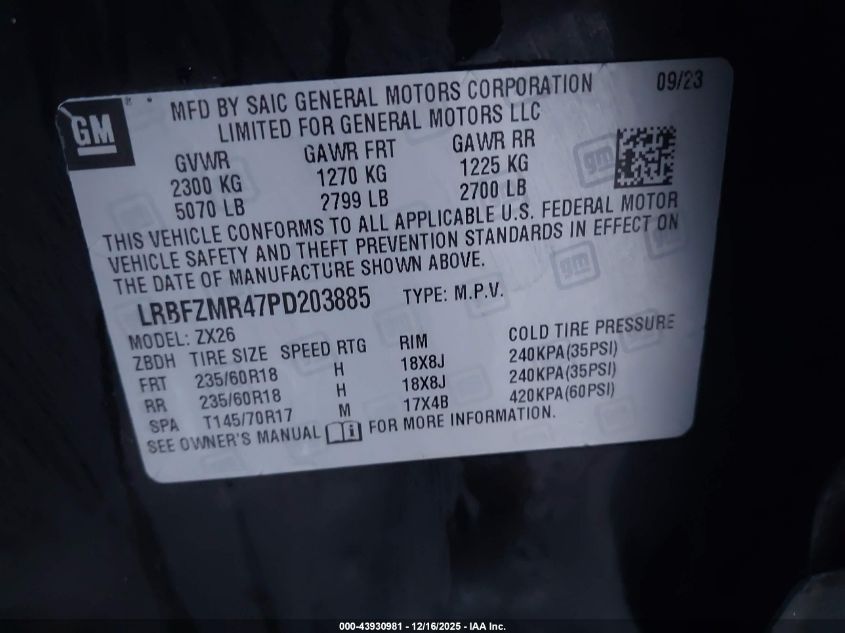 GM
MFD BY SAIC GENERAL MOTORS CORPORATION 09/23
LIMITED FOR GENERAL MOTORS LLC
GVWR GAWR FRT GAWR RR
2300 KG 1270 KG 1225 KG
5070 LB 2799 LB 2700 LB
THIS VEHICLE CONFORMS TO ALL APPLICABLE U.S. FEDERAL MOTOR
VEHICLE SAFETY AND THEFT PREVENTION STANDARDS IN EFFECT ON
THE DATE OF MANUFACTURE SHOWN ABOVE.
LRBFZMR47PD203885 TYPE: M.P.V.
MODEL: ZX26
ZBDH TIRE SIZE SPEED RTG RIM COLD TIRE PRESSURE
FRT 235/60R18 H 18X8J 240KPA(35PSI)
RR 235/60R18 H 18X8J 240KPA(35PSI)
SPA T145/70R17 M 17X4B 420KPA(60PSI)
SEE OWNER'S MANUAL FOR MORE INFORMATION.
000-43930981 - 12/16/2025 - IAA Inc.